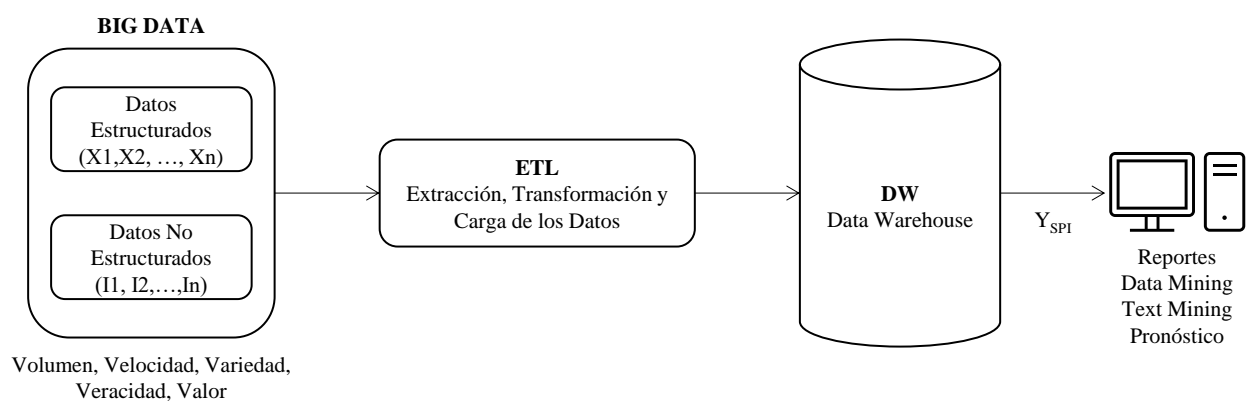 BIG DATA
Datos
Estructurados
(X1,X2, …, Xn)
Datos No
Estructurados
(I1, I2,…,In)
Volumen, Velocidad, Variedad,
Veracidad, Valor
ETL
Extracción, Transformación y
Carga de los Datos
DW
Data Warehouse
Y_SPI
Reportes
Data Mining
Text Mining
Pronóstico